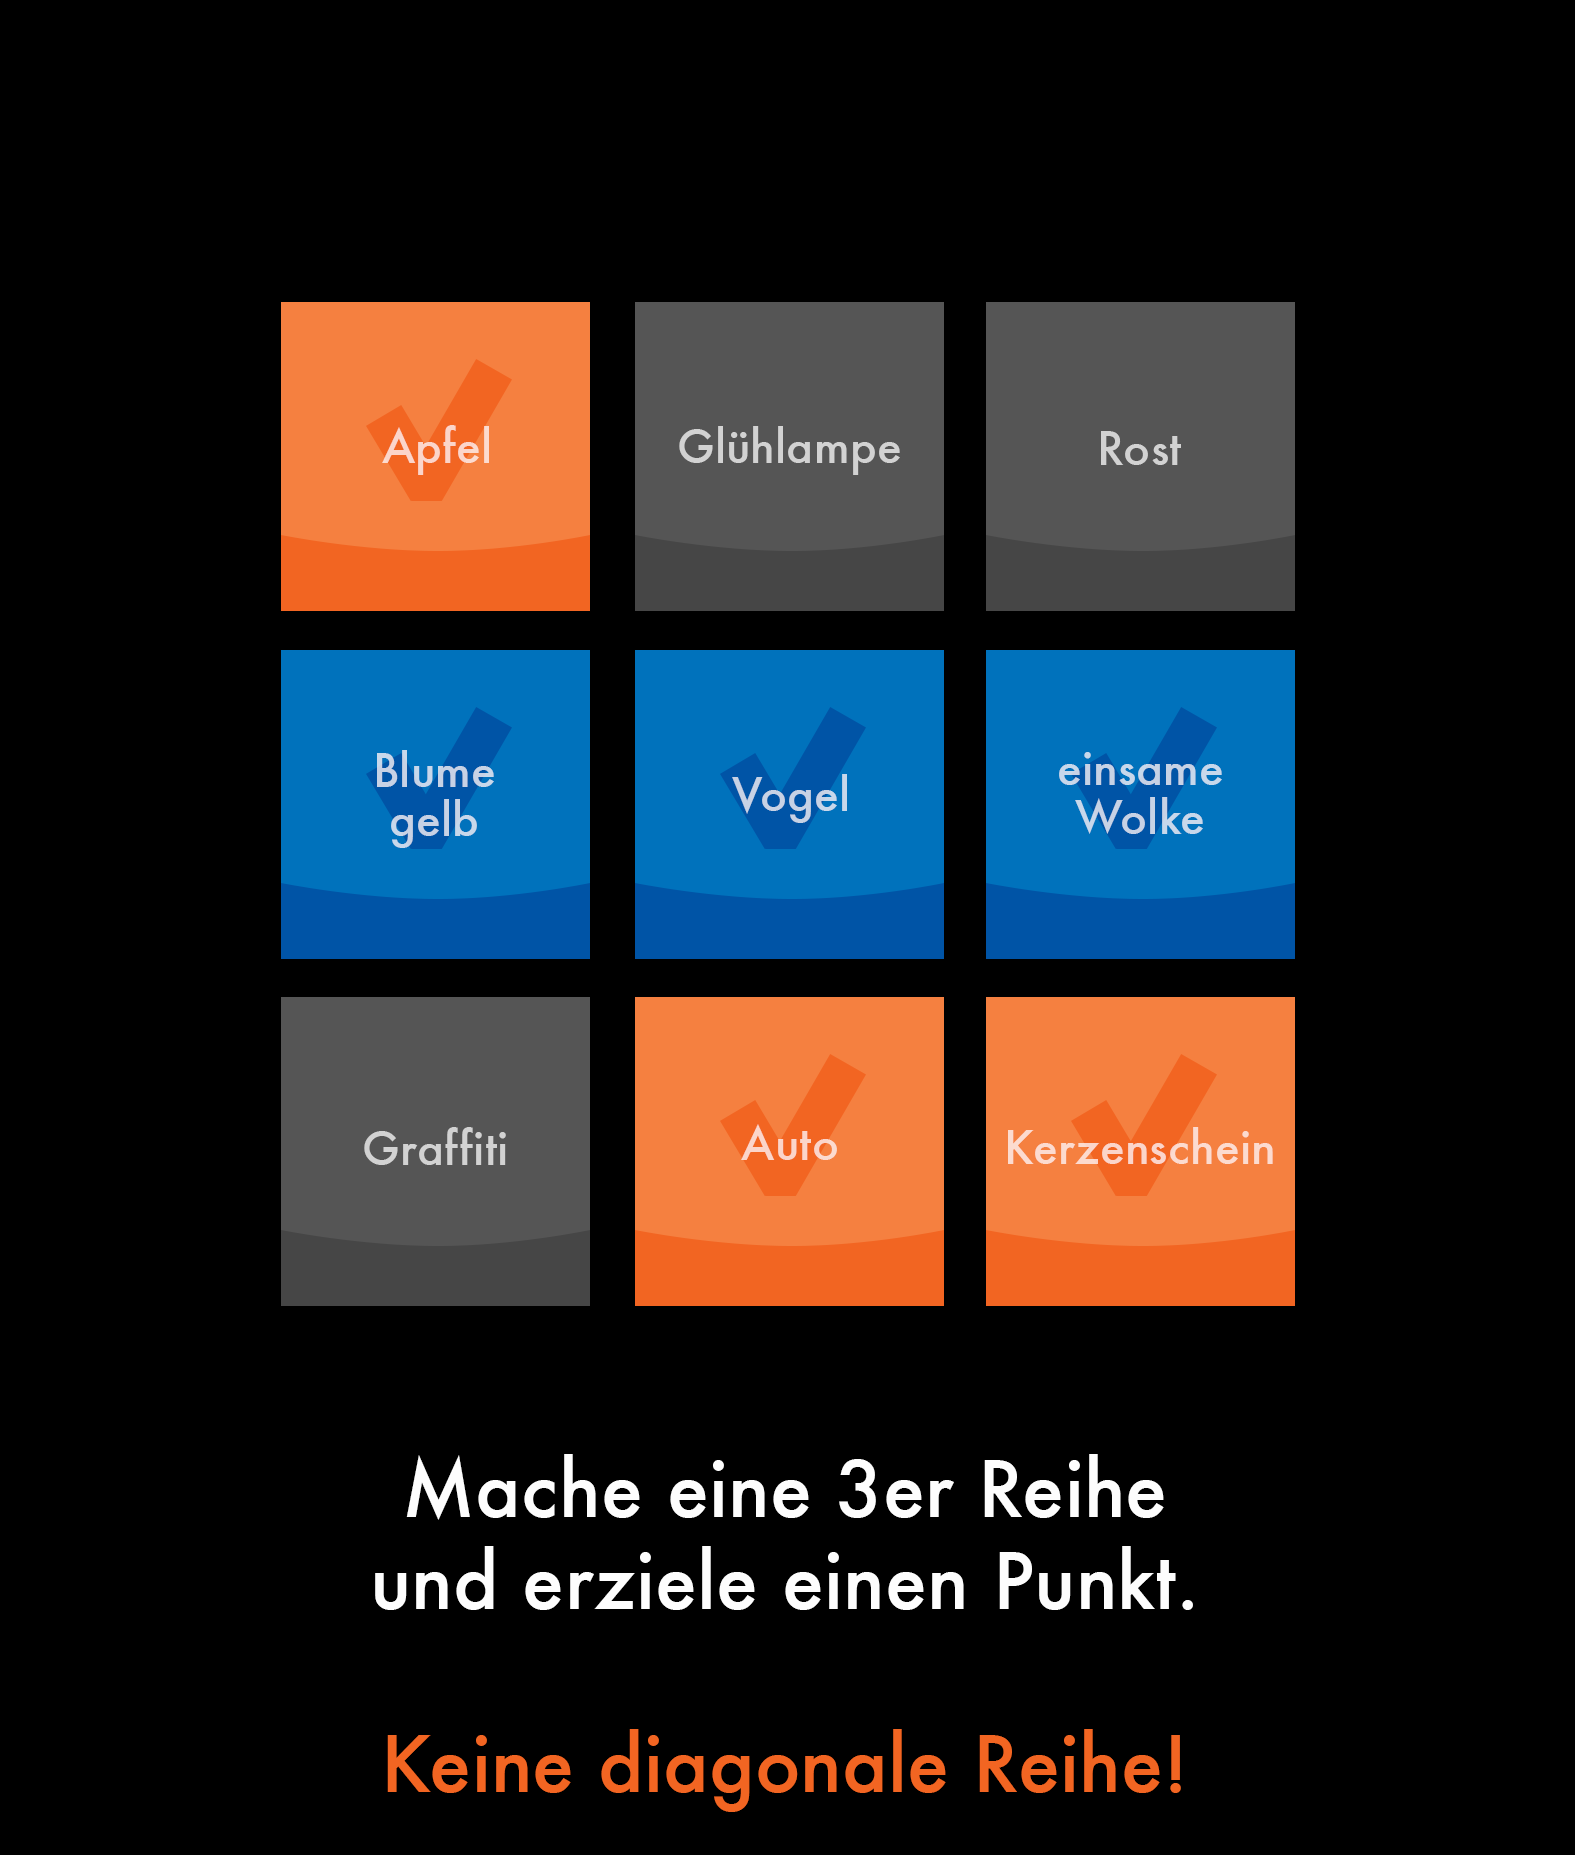 Apfel
Glühlampe
Rost
Blume
gelb
Vogel
einsame
Wolke
Graffiti
Auto
Kerzenschein
Mache eine 3er Reihe
und erziele einen Punkt.
Keine diagonale Reihe!